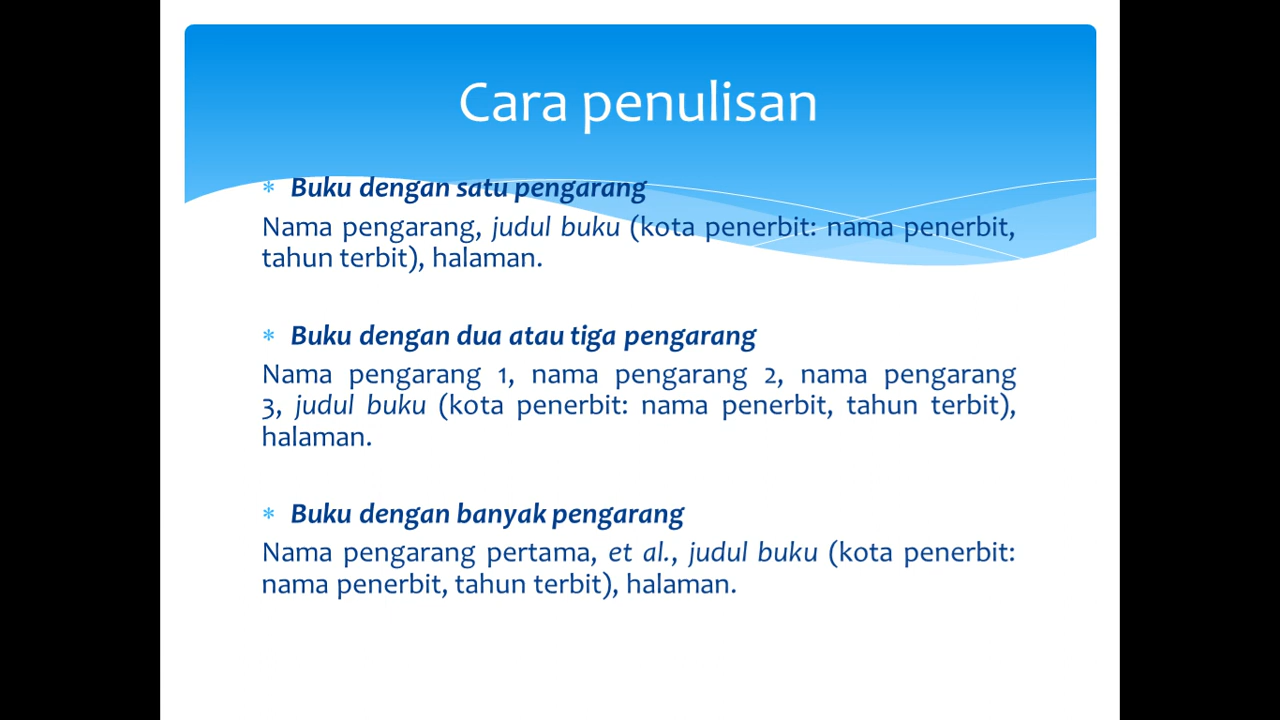 Cara penulisan
* Buku dengan satu pengarang
Nama pengarang, judul buku (kota penerbit: nama penerbit,
tahun terbit), halaman.
* Buku dengan dua atau tiga pengarang
Nama pengarang 1, nama pengarang 2, nama pengarang
3, judul buku (kota penerbit: nama penerbit, tahun terbit),
halaman.
* Buku dengan banyak pengarang
Nama pengarang pertama, et al., judul buku (kota penerbit:
nama penerbit, tahun terbit), halaman.